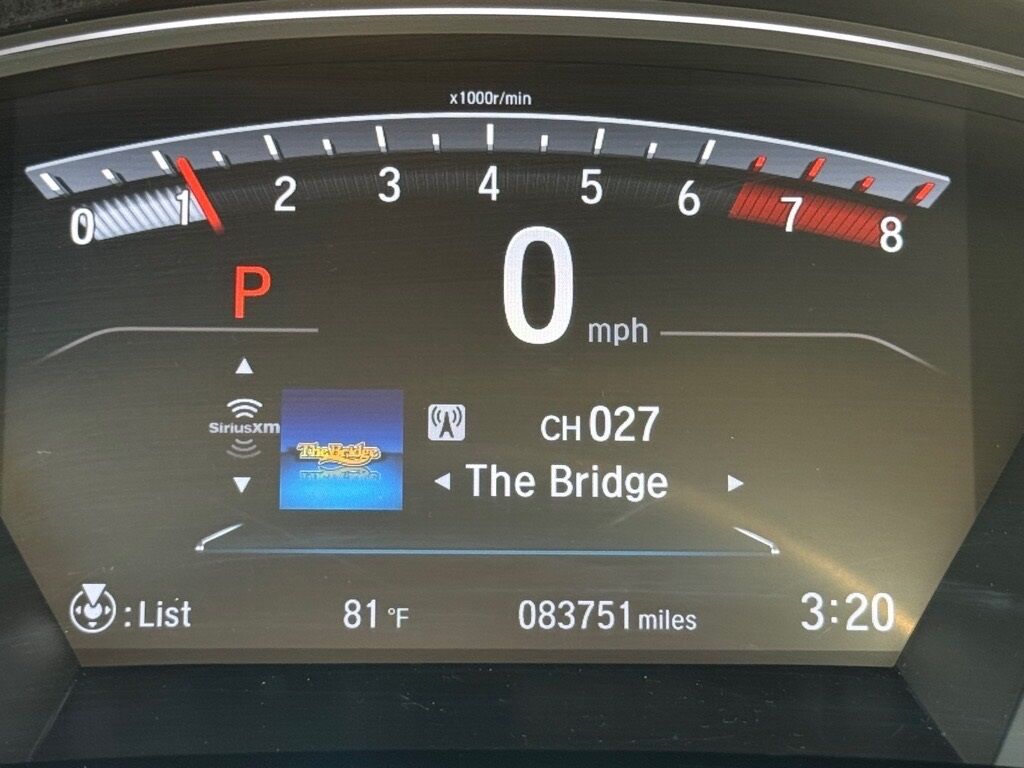 x1000r/min
0 1 2 3 4 5 6 7 8
P
0 mph
SiriusXM
The Bridge
CH 027
The Bridge
: List
81 °F
083751 miles
3:20